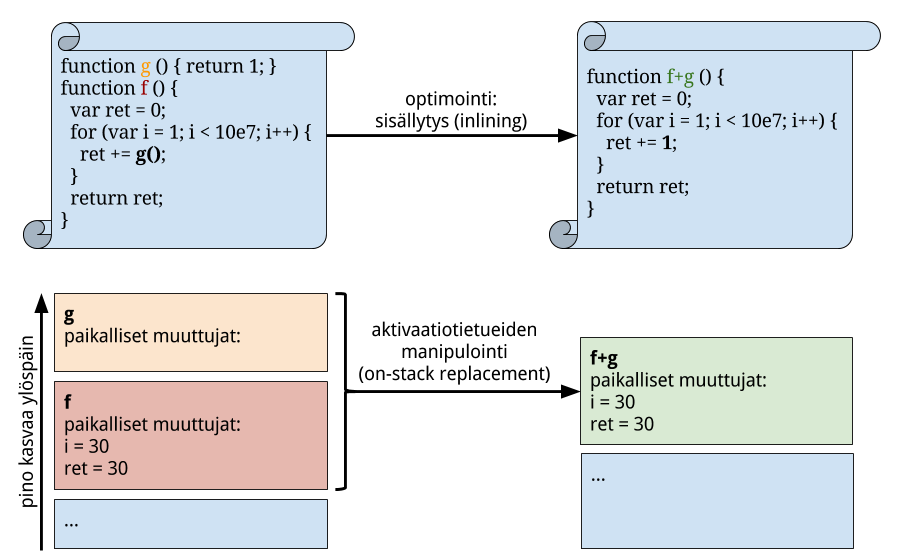 function g () { return 1; }
function f () {
var ret = 0;
for (var i = 1; i < 10e7; i++) {
ret += g();
}
return ret;
}
optimointi:
sisällytys (inlining)
function f+g () {
var ret = 0;
for (var i = 1; i < 10e7; i++) {
ret += 1;
}
return ret;
}
pino kasvaa ylöspäin
g
paikalliset muuttujat:
f
paikalliset muuttujat:
i = 30
ret = 30
...
aktivaatiotietueiden
manipulointi
(on-stack replacement)
f+g
paikalliset muuttujat:
i = 30
ret = 30
...